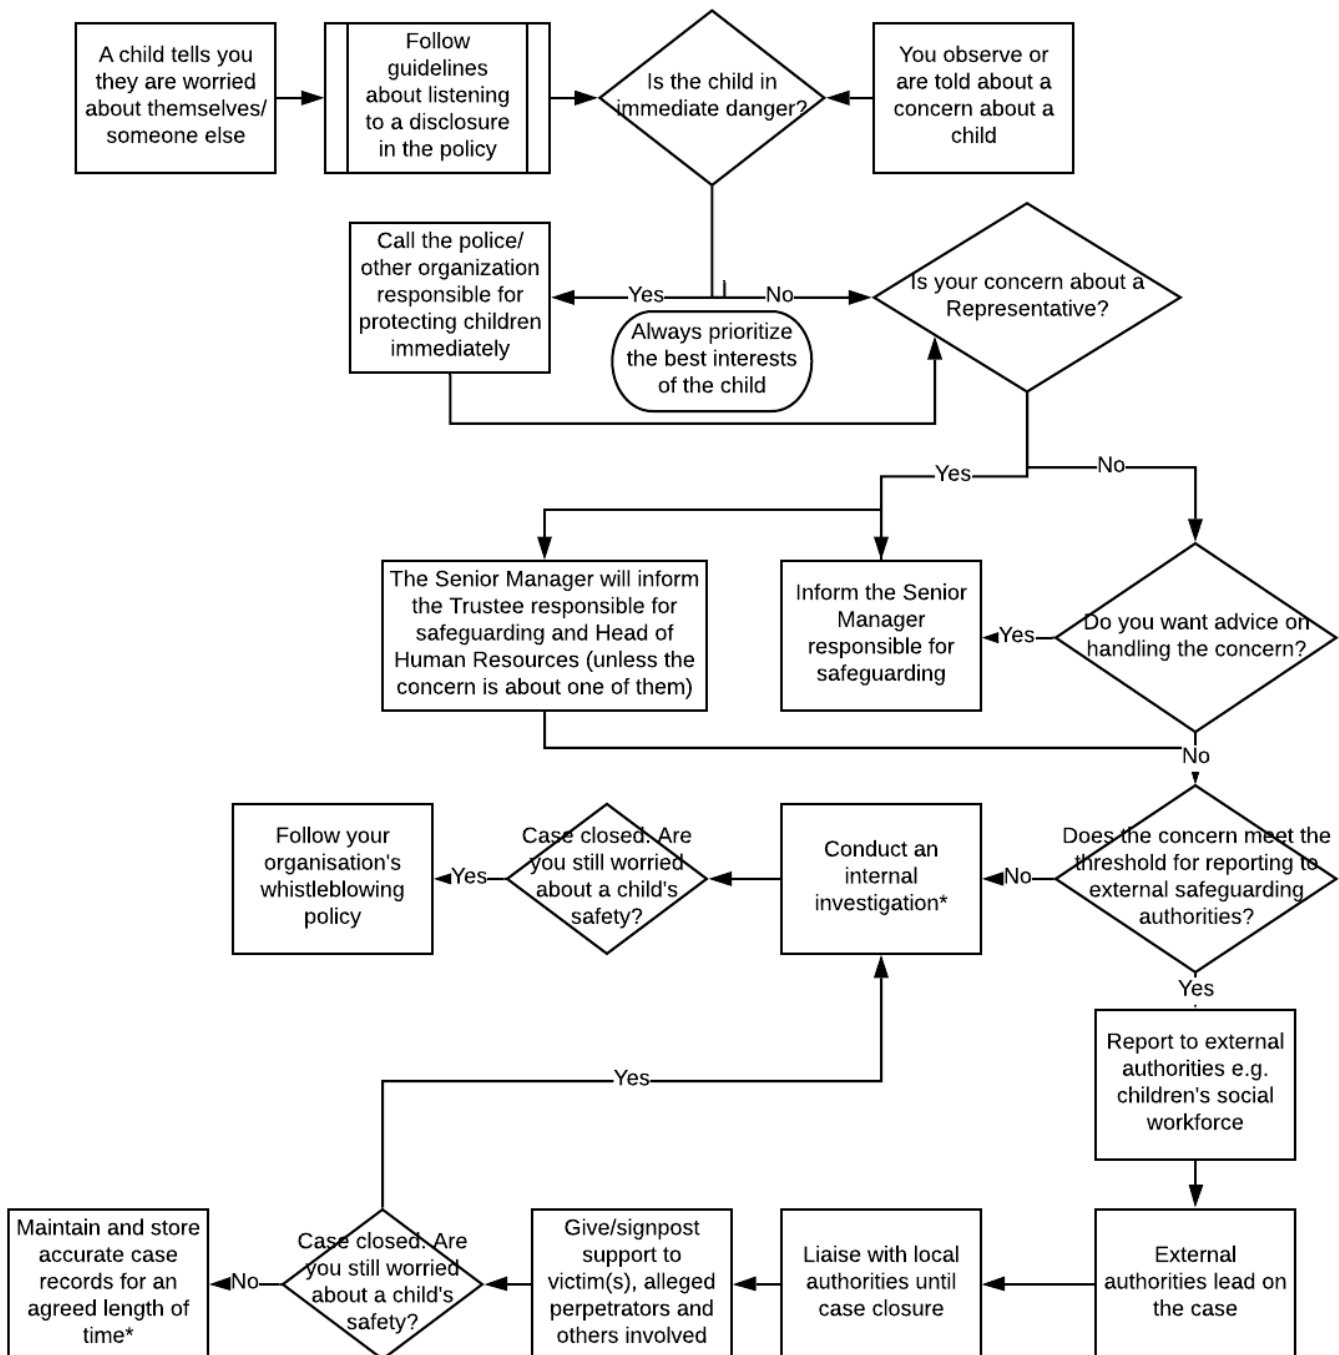 A child tells you
they are worried
about themselves/
someone else
Follow
guidelines
about listening
to a disclosure
in the policy
Is the child in
immediate danger?
You observe or
are told about a
concern about a
child
Call the police/
other organization
responsible for
protecting children
immediately
Yes
No
Always prioritize
the best interests
of the child
Is your concern about a
Representative?
Yes
No
The Senior Manager will inform
the Trustee responsible for
safeguarding and Head of
Human Resources (unless the
concern is about one of them)
Inform the Senior
Manager
responsible for
safeguarding
Yes
Do you want advice on
handling the concern?
No
Follow your
organisation's
whistleblowing
policy
Yes
Case closed. Are
you still worried
about a child's
safety?
Conduct an
internal
investigation*
No
Does the concern meet the
threshold for reporting to
external safeguarding
authorities?
Yes
Report to external
authorities e.g.
children's social
workforce
Yes
Maintain and store
accurate case
records for an
agreed length of
time*
No
Case closed. Are
you still worried
about a child's
safety?
Give/signpost
support to
victim(s), alleged
perpetrators and
others involved
Liaise with local
authorities until
case closure
External
authorities lead on
the case